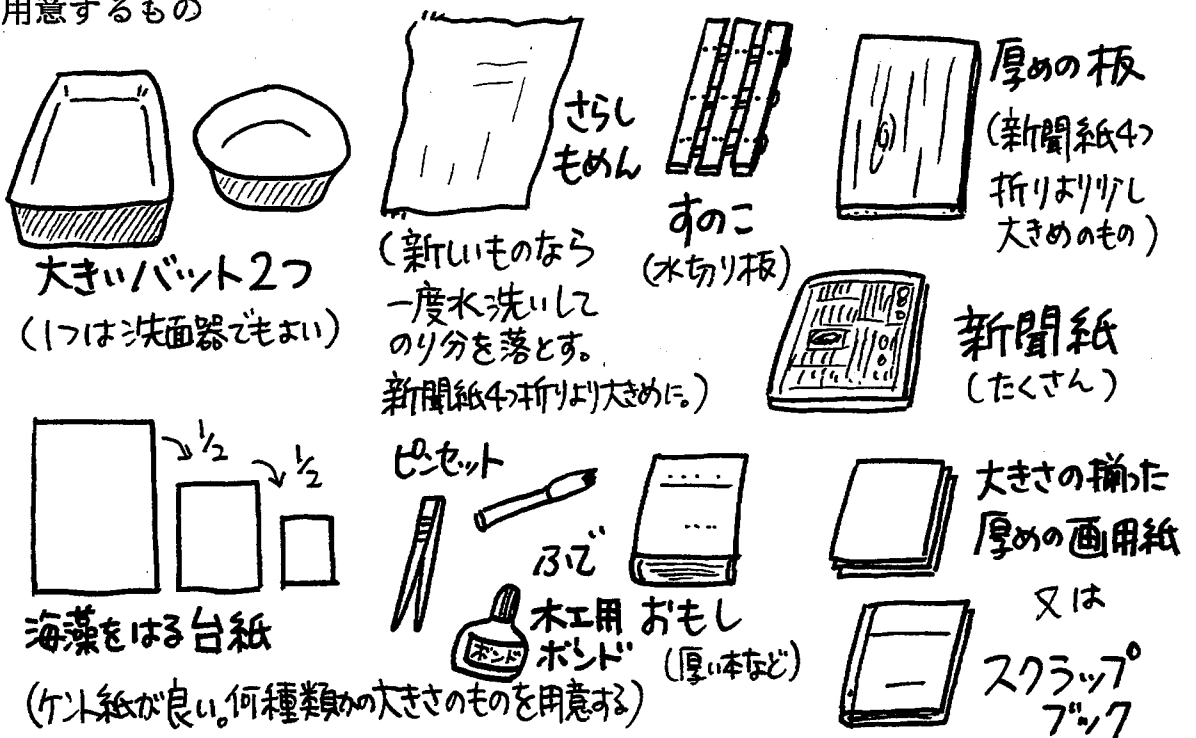 用意するもの
大きいバット2つ
(1つは洗面器でもよい)
さらし
もめん
(新しいものなら
一度水洗いして
のり分を落とす。
新聞紙4つ折りより大きめに。)
すのこ
(水切り板)
厚めの板
(新聞紙4つ
折りより少し
大きめのもの)
新聞紙
(たくさん)
1/2
1/2
海藻をはる台紙
(ケント紙が良い。何種類かの大きさのものを用意する)
ピンセット
ふで
木工用
ボンド
ボンド
おもし
(厚い本など)
大きさの揃った
厚めの画用紙
又は
スクラップ
ブック